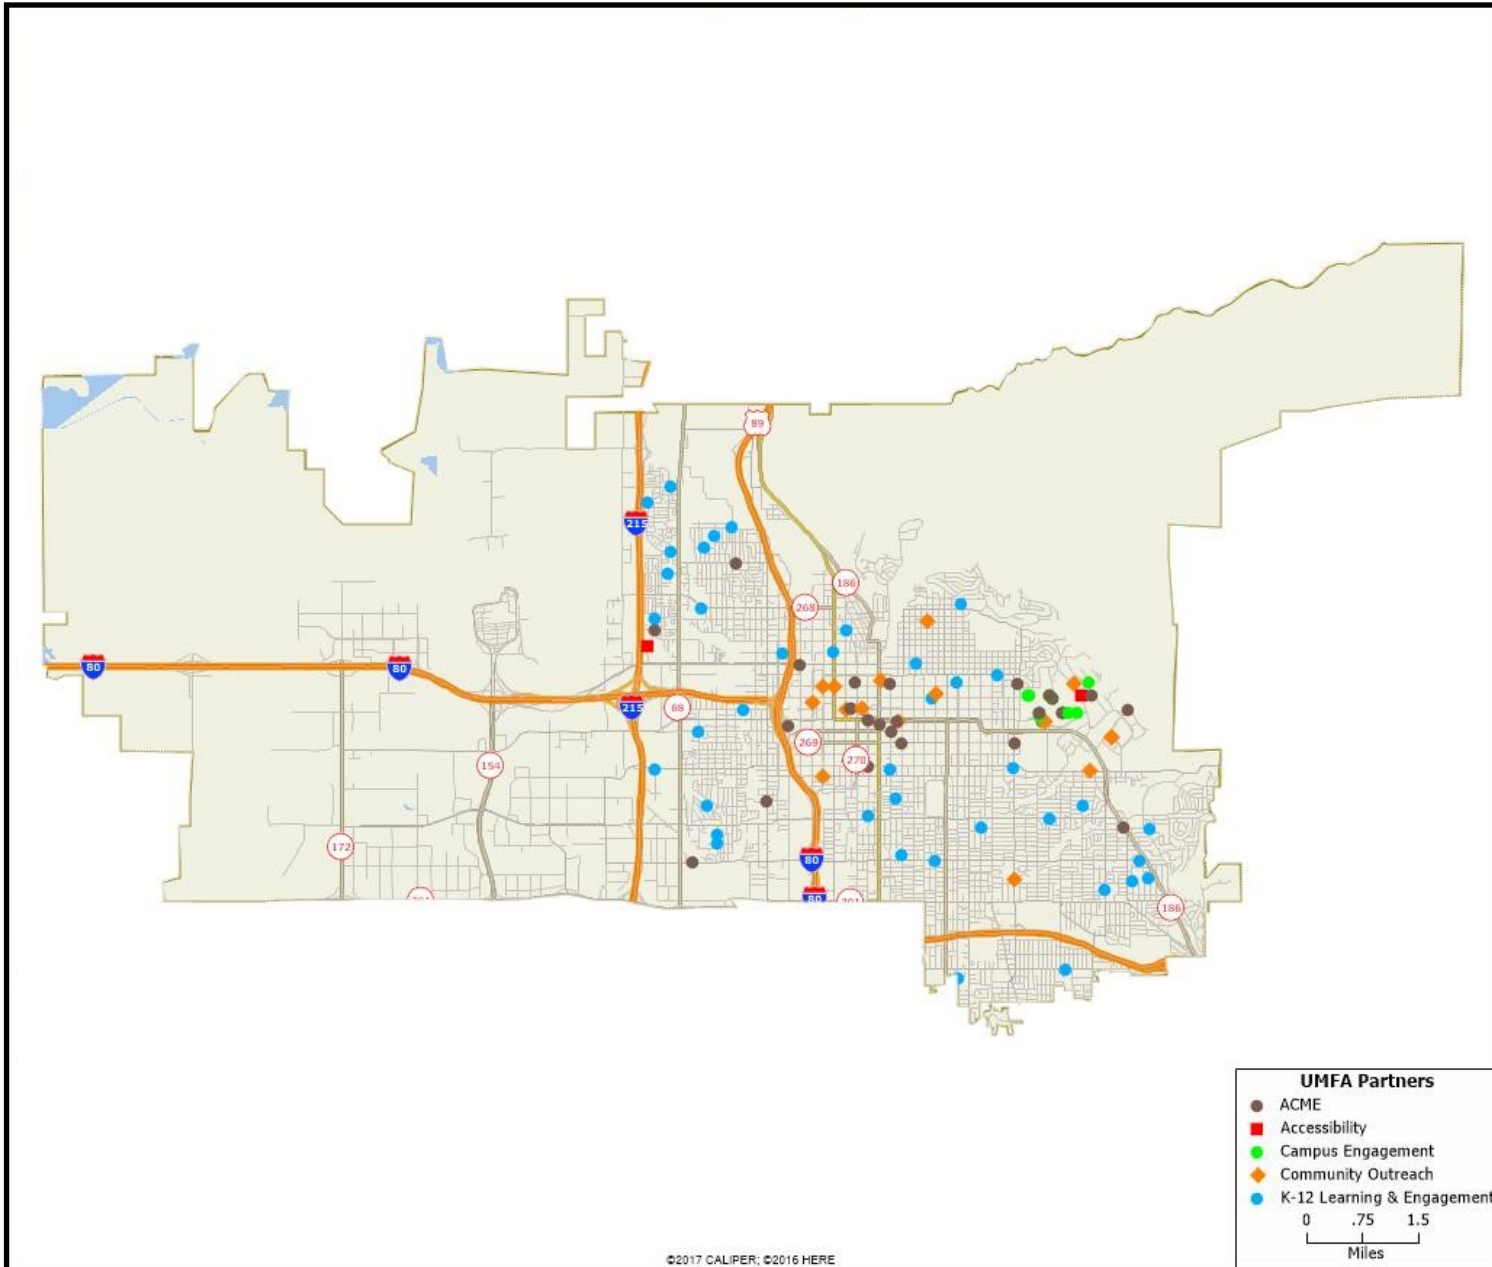 89
215
186
268
80
80
215
68
269
270
154
172
80
80
201
186
UMFA Partners
ACME
Accessibility
Campus Engagement
Community Outreach
K-12 Learning & Engagement
0 .75 1.5
Miles
©2017 CALIPER; ©2016 HERE